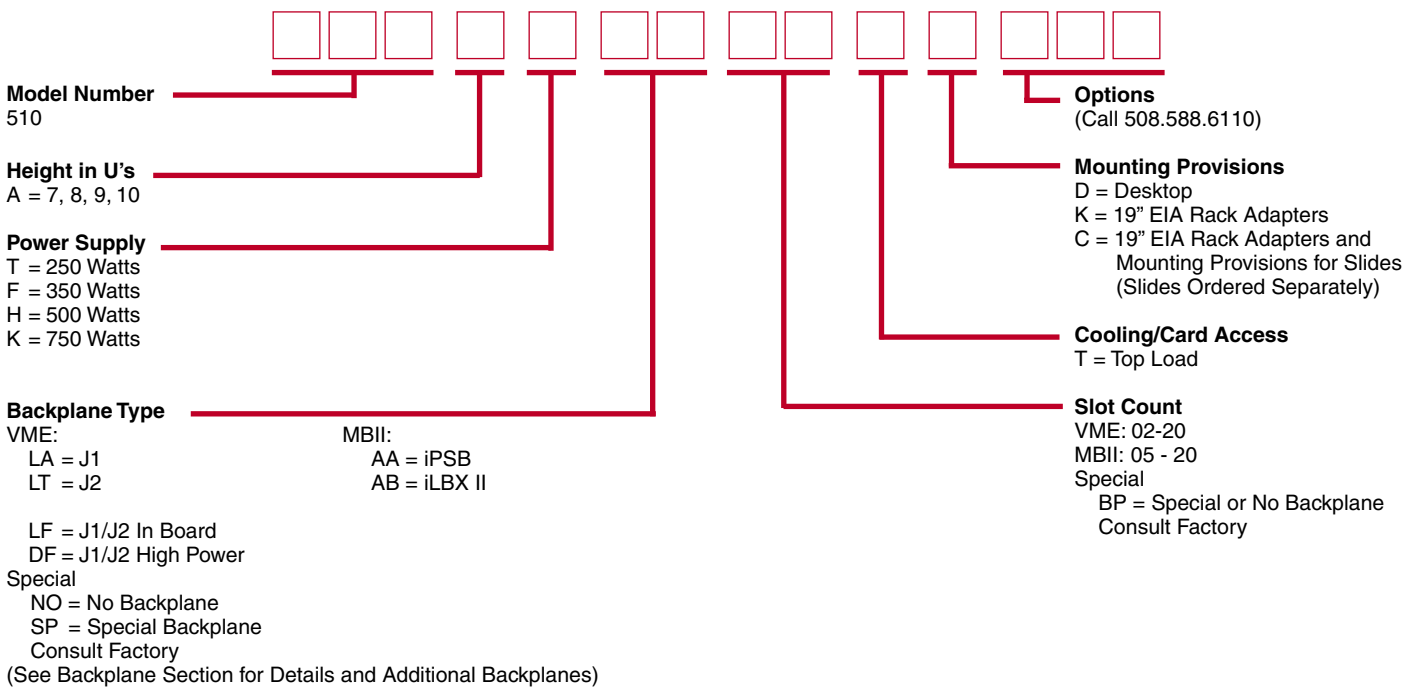 Model Number
510
Height in U’s
A = 7, 8, 9, 10
Power Supply
T = 250 Watts
F = 350 Watts
H = 500 Watts
K = 750 Watts
Backplane Type
VME:
LA = J1
LT = J2
LF = J1/J2 In Board
DF = J1/J2 High Power
Special
NO = No Backplane
SP = Special Backplane
Consult Factory
(See Backplane Section for Details and Additional Backplanes)
MBII:
AA = iPSB
AB = iLBX II
Options
(Call 508.588.6110)
Mounting Provisions
D = Desktop
K = 19” EIA Rack Adapters
C = 19” EIA Rack Adapters and
Mounting Provisions for Slides
(Slides Ordered Separately)
Cooling/Card Access
T = Top Load
Slot Count
VME: 02-20
MBII: 05 - 20
Special
BP = Special or No Backplane
Consult Factory